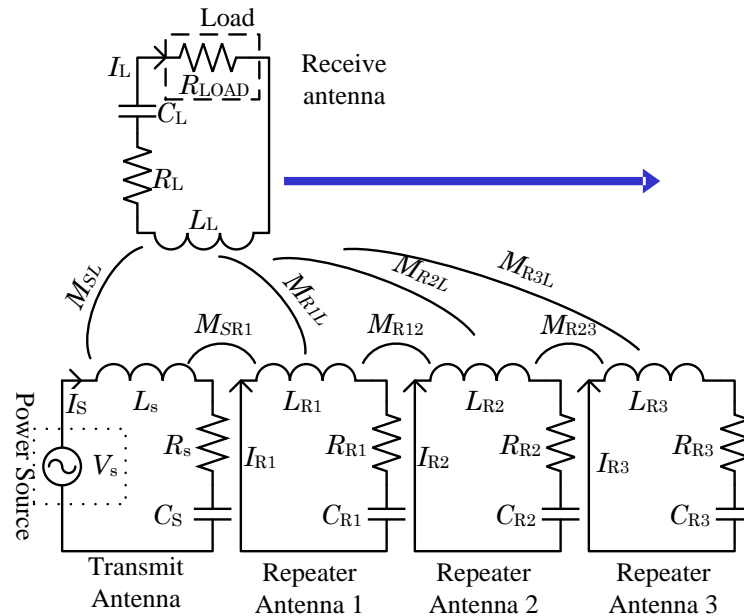 Load
I_L
R_LOAD
Receive
antenna
C_L
R_L
L_L
M_SL
M_R1L
M_R2L
M_R3L
M_SR1
M_R12
M_R23
I_S
L_s
L_R1
L_R2
L_R3
Power Source
V_s
R_s
I_R1
R_R1
I_R2
R_R2
I_R3
R_R3
C_S
C_R1
C_R2
C_R3
Transmit
Antenna
Repeater
Antenna 1
Repeater
Antenna 2
Repeater
Antenna 3